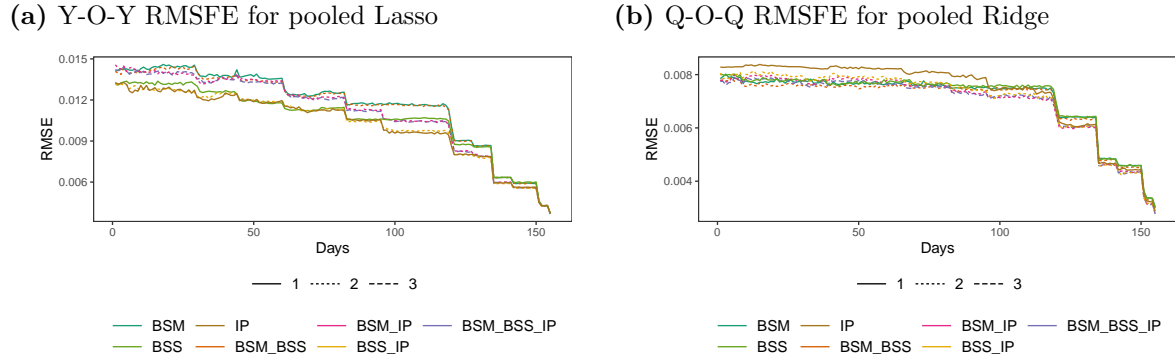 (a) Y-O-Y RMSFE for pooled Lasso
0.015
0.012
0.009
0.006
RMSE
0
50
100
150
Days
1 2 3
BSM IP BSM_IP BSM_BSS_IP
BSS BSM_BSS BSS_IP
(b) Q-O-Q RMSFE for pooled Ridge
0.008
0.006
0.004
RMSE
0
50
100
150
Days
1 2 3
BSM IP BSM_IP BSM_BSS_IP
BSS BSM_BSS BSS_IP